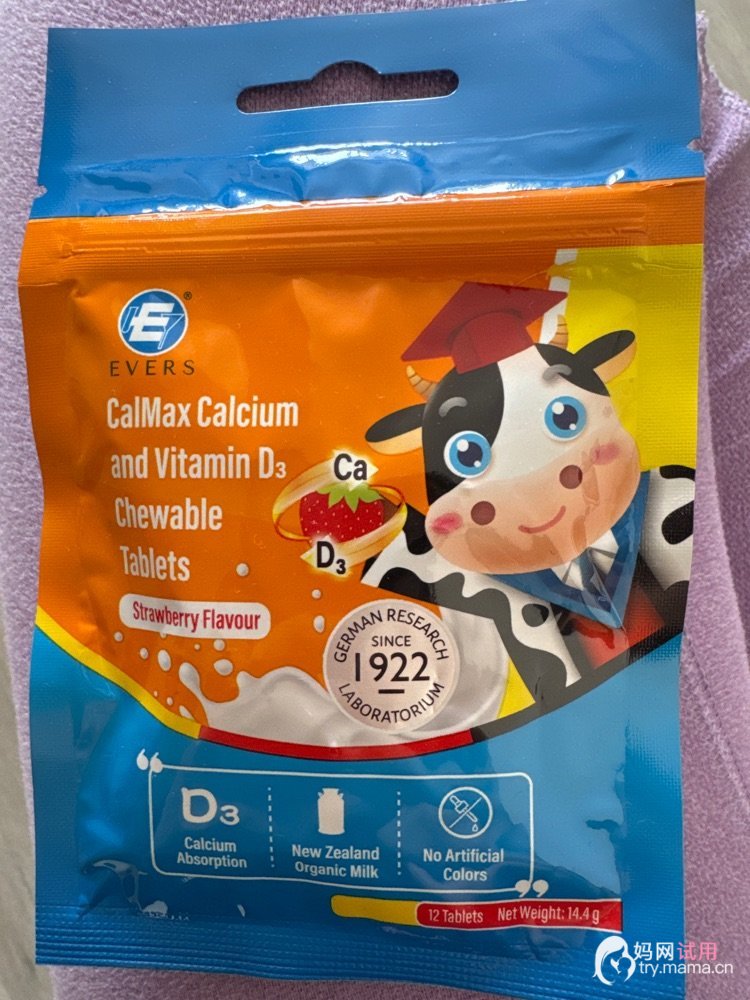 ®
EVERS
CalMax Calcium
and Vitamin D₃
Chewable
Tablets
Strawberry Flavour
Ca
D₃
GERMAN RESEARCH
SINCE
1922
LABORATORIUM
D₃
Calcium
Absorption
New Zealand
Organic Milk
No Artificial
Colors
12 Tablets Net Weight: 14.4 g
妈网试用
try.mama.cn